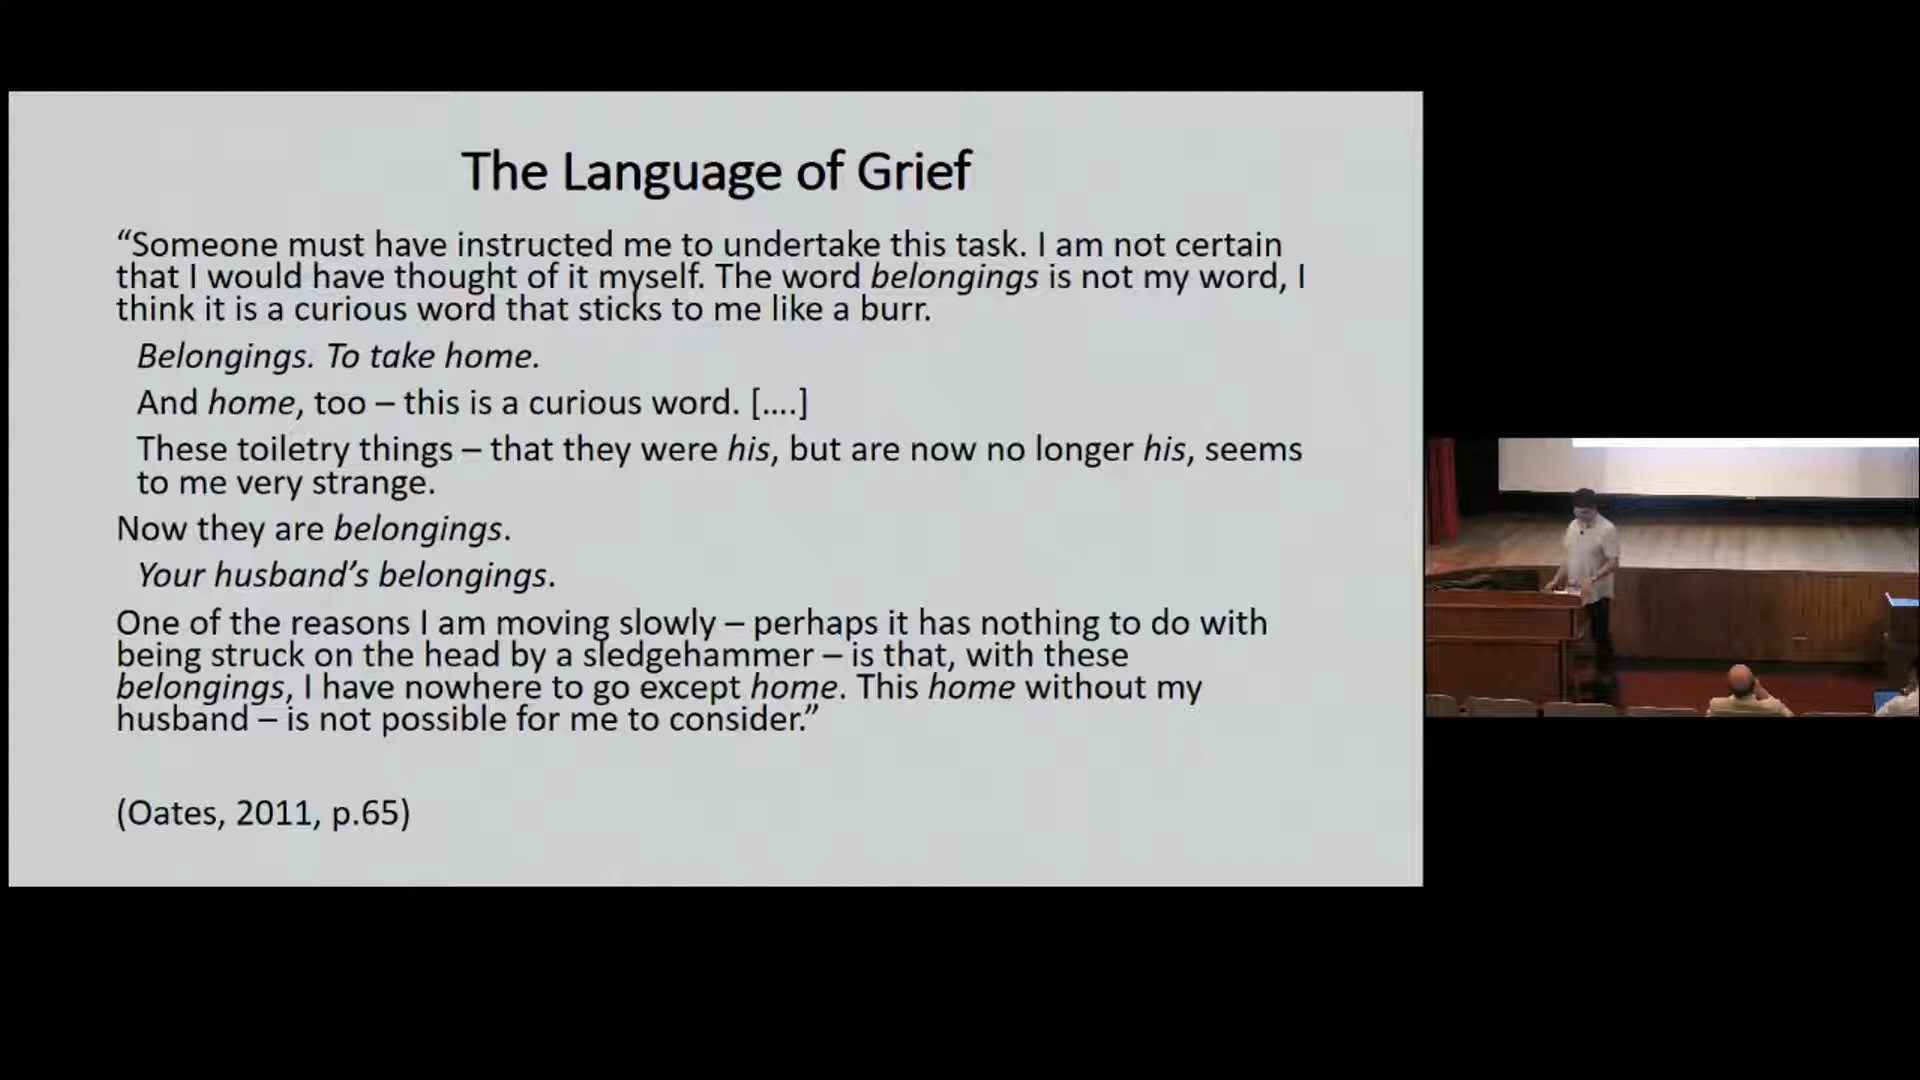 The Language of Grief
“Someone must have instructed me to undertake this task. I am not certain
that I would have thought of it myself. The word belongings is not my word, I
think it is a curious word that sticks to me like a burr.
Belongings. To take home.
And home, too – this is a curious word. [....]
These toiletry things – that they were his, but are now no longer his, seems
to me very strange.
Now they are belongings.
Your husband’s belongings.
One of the reasons I am moving slowly – perhaps it has nothing to do with
being struck on the head by a sledgehammer – is that, with these
belongings, I have nowhere to go except home. This home without my
husband – is not possible for me to consider.”
(Oates, 2011, p.65)